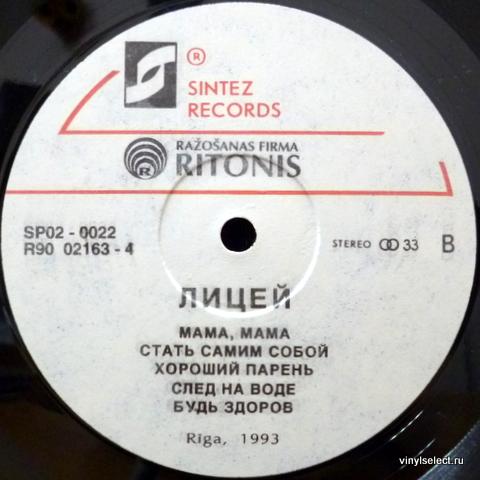 ®
SINTEZ
RECORDS
RAŽOŠANAS FIRMA
RITONIS
SP02 - 0022
R90 02163 - 4
STEREO 33 B
ЛИЦЕЙ
МАМА, МАМА
СТАТЬ САМИМ СОБОЙ
ХОРОШИЙ ПАРЕНЬ
СЛЕД НА ВОДЕ
БУДЬ ЗДОРОВ
Rīga, 1993
vinylselect.ru